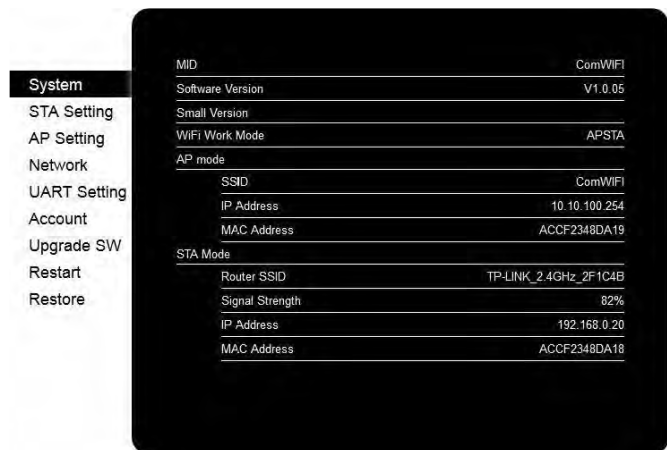 System
STA Setting
AP Setting
Network
UART Setting
Account
Upgrade SW
Restart
Restore
MID ComWIFI
Software Version V1.0.05
Small Version
WiFi Work Mode APSTA
AP mode
SSID ComWIFI
IP Address 10.10.100.254
MAC Address ACCF2348DA19
STA Mode
Router SSID TP-LINK_2.4GHz_2F1C4B
Signal Strength 82%
IP Address 192.168.0.20
MAC Address ACCF2348DA18